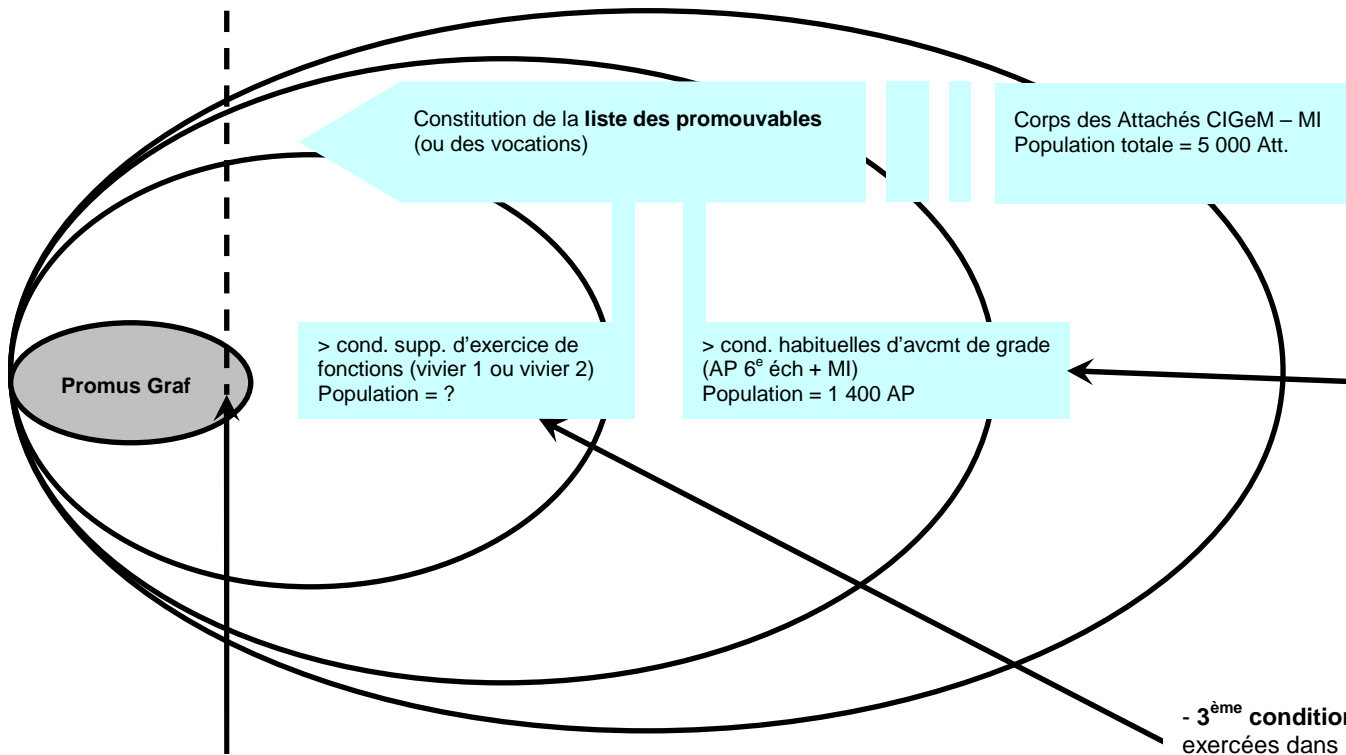 Constitution de la liste des promouvables
(ou des vocations)
Corps des Attachés CIGeM – MI
Population totale = 5 000 Att.
Promus Graf
> cond. supp. d'exercice de
fonctions (vivier 1 ou vivier 2)
Population = ?
> cond. habituelles d'avcmt de grade
(AP 6e éch + MI)
Population = 1 400 AP
- 3ème condition
exercées dans